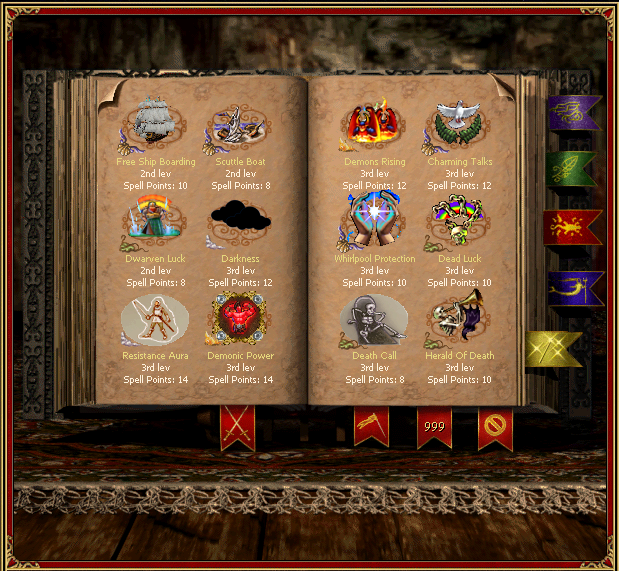 Free Ship Boarding
2nd lev
Spell Points: 10
Scuttle Boat
2nd lev
Spell Points: 8
Dwarven Luck
2nd lev
Spell Points: 8
Darkness
3rd lev
Spell Points: 12
Resistance Aura
3rd lev
Spell Points: 14
Demonic Power
3rd lev
Spell Points: 14
Demons Rising
3rd lev
Spell Points: 12
Charming Talks
3rd lev
Spell Points: 12
Whirlpool Protection
3rd lev
Spell Points: 10
Dead Luck
3rd lev
Spell Points: 10
Death Call
3rd lev
Spell Points: 8
Herald Of Death
3rd lev
Spell Points: 10
999